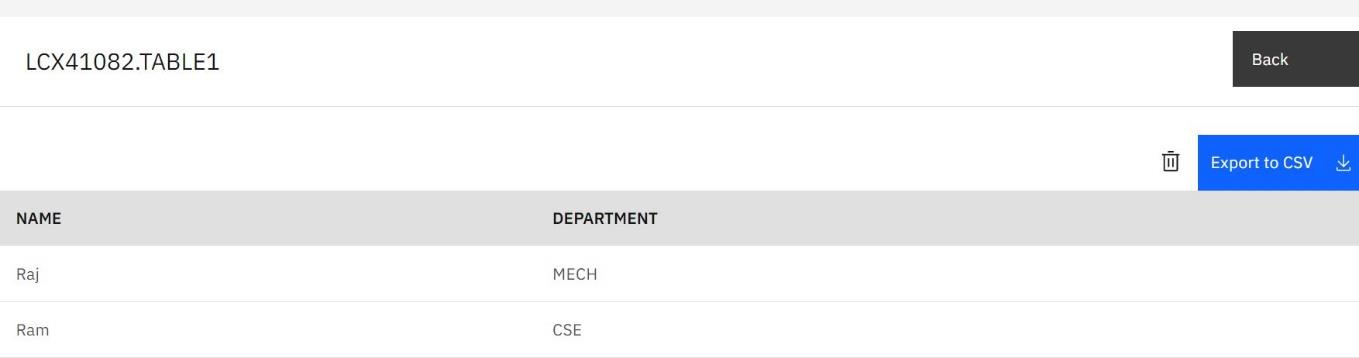 LCX41082.TABLE1
Back
Export to CSV
NAME DEPARTMENT
Raj MECH
Ram CSE